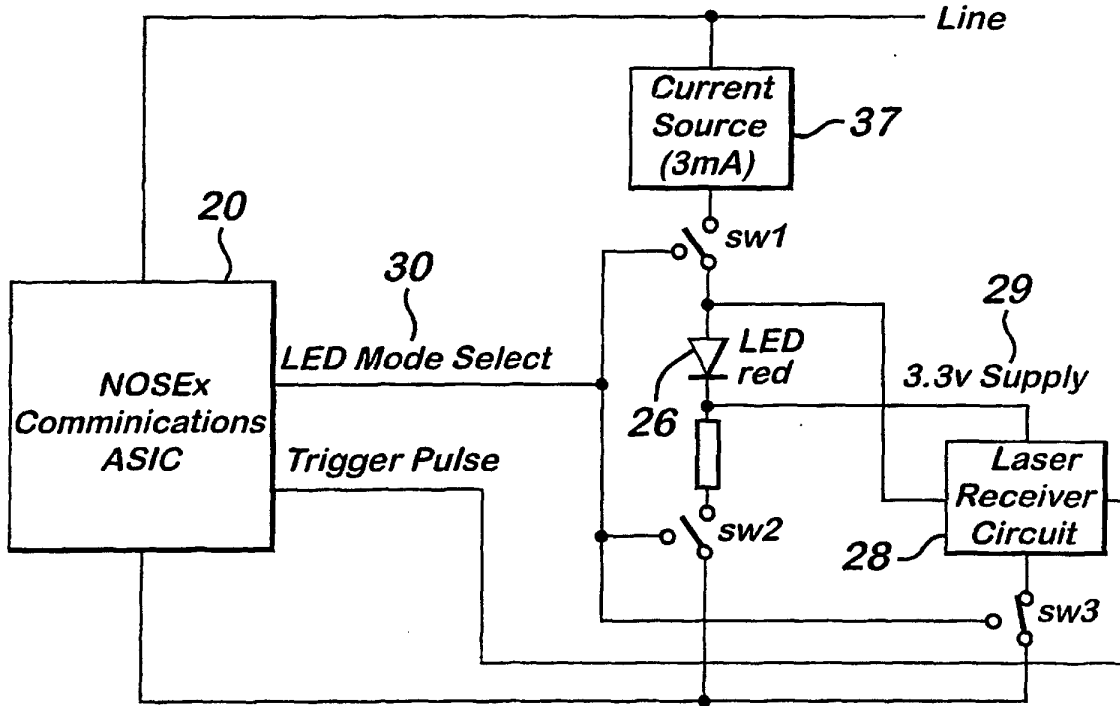 Line
Current
Source
(3mA)
37
sw1
20
30
29
LED Mode Select
LED
red
3.3v Supply
NOSEx
Comminications
ASIC
26
Trigger Pulse
Laser
Receiver
Circuit
sw2
28
sw3